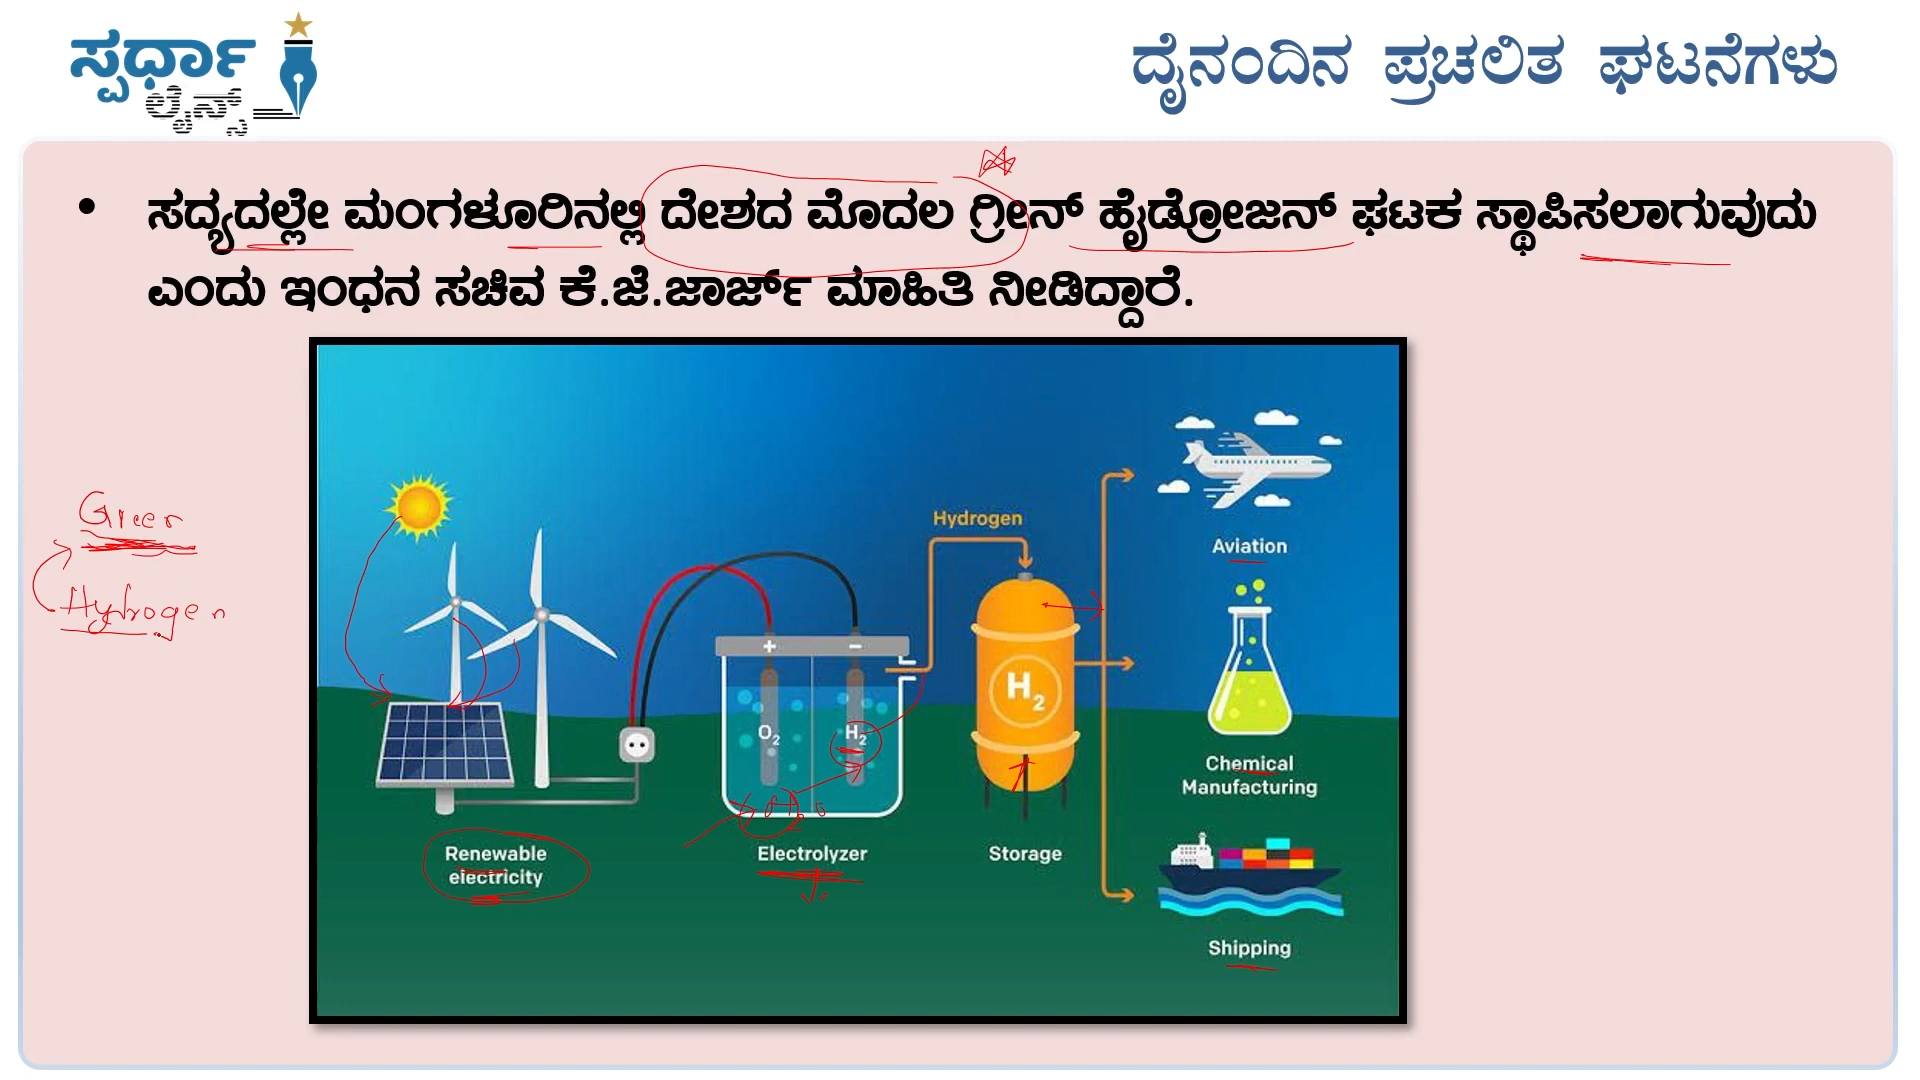 ಸ್ಪರ್ಧಾ
ಲೈನ್ಸ್
ದೈನಂದಿನ ಪ್ರಚಲಿತ ಘಟನೆಗಳು
• ಸದ್ಯದಲ್ಲೇ ಮಂಗಳೂರಿನಲ್ಲಿ ದೇಶದ ಮೊದಲ ಗ್ರೀನ್ ಹೈಡ್ರೋಜನ್ ಘಟಕ ಸ್ಥಾಪಿಸಲಾಗುವುದು
ಎಂದು ಇಂಧನ ಸಚಿವ ಕೆ.ಜೆ.ಜಾರ್ಜ್ ಮಾಹಿತಿ ನೀಡಿದ್ದಾರೆ.
Green
Hydrogen
Hydrogen
Aviation
+ −
O2 H2
H2
Chemical
Manufacturing
Renewable
electricity
Electrolyzer
Storage
Shipping